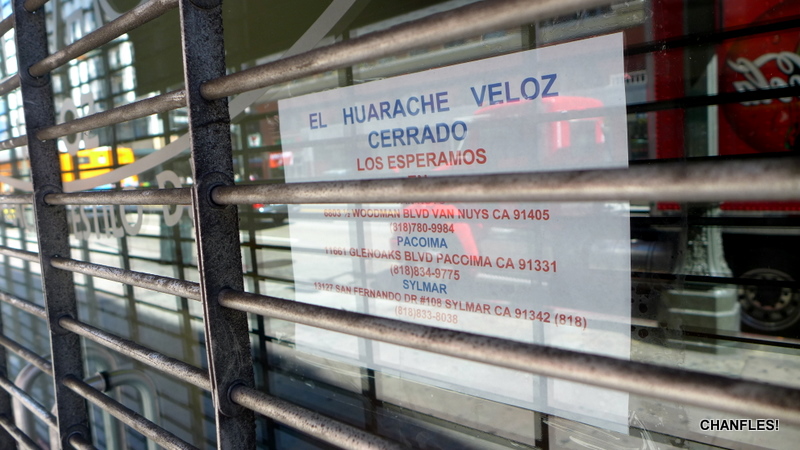 EL HUARACHE VELOZ
CERRADO
LOS ESPERAMOS
WOODMAN BLVD VAN NUYS CA 91405
(818)780-9984
PACOIMA
GLENOAKS BLVD PACOIMA CA 91331
(818)834-9775
SYLMAR
13127 SAN FERNANDO DR #108 SYLMAR CA 91342 (818)
(818)833-8038
CHANFLES!